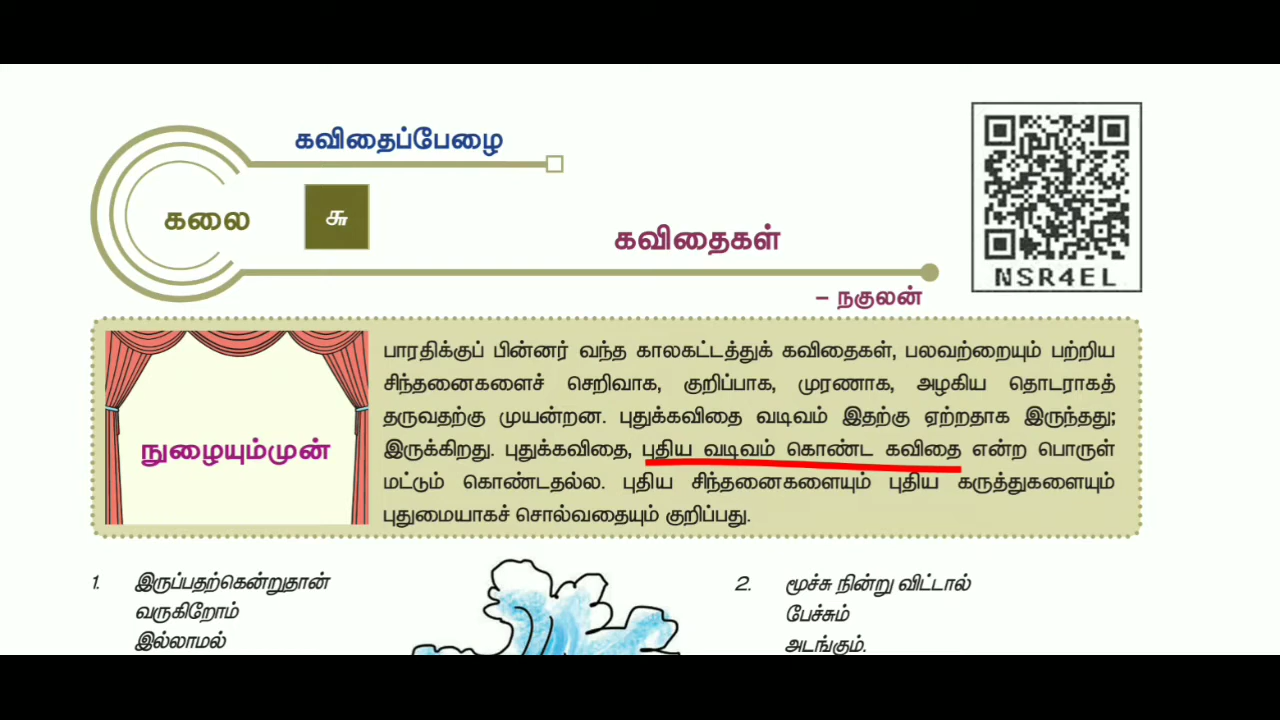 கவிதைப்பேழை
கலை
௬
கவிதைகள்
– நகுலன்
NSR4EL
நுழையும்முன்
பாரதிக்குப் பின்னர் வந்த காலகட்டத்துக் கவிதைகள், பலவற்றையும் பற்றிய
சிந்தனைகளைச் செறிவாக, குறிப்பாக, முரணாக, அழகிய தொடராகத்
தருவதற்கு முயன்றன. புதுக்கவிதை வடிவம் இதற்கு ஏற்றதாக இருந்தது;
இருக்கிறது. புதுக்கவிதை, புதிய வடிவம் கொண்ட கவிதை என்ற பொருள்
மட்டும் கொண்டதல்ல. புதிய சிந்தனைகளையும் புதிய கருத்துகளையும்
புதுமையாகச் சொல்வதையும் குறிப்பது.
1. இருப்பதற்கென்றுதான்
வருகிறோம்
இல்லாமல்
2. மூச்சு நின்று விட்டால்
பேச்சும்
அடங்கும்.